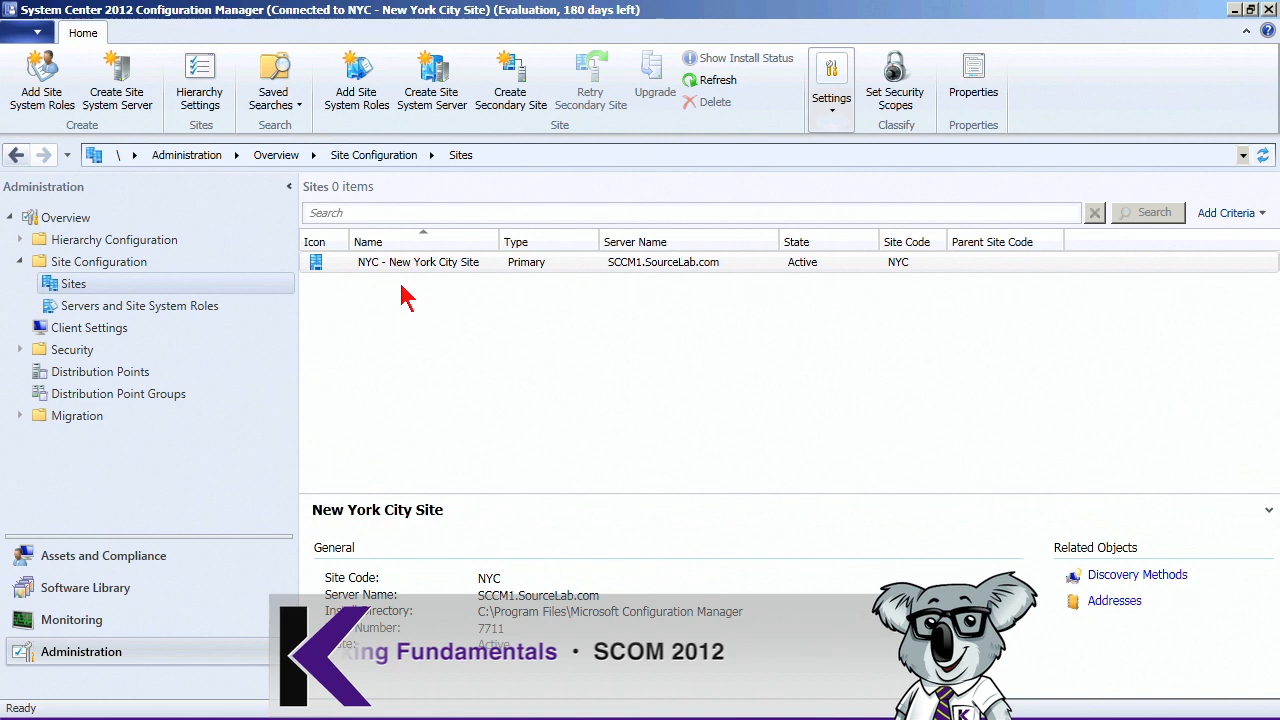 System Center 2012 Configuration Manager (Connected to NYC - New York City Site) (Evaluation, 180 days left)
Home
Add Site System Roles
Create Site System Server
Create
Hierarchy Settings
Sites
Saved Searches
Search
Add Site System Roles
Create Site System Server
Create Secondary Site
Retry Secondary Site
Upgrade
Show Install Status
Refresh
Delete
Site
Settings
Set Security Scopes
Classify
Properties
Properties
\ Administration Overview Site Configuration Sites
Administration
Overview
Hierarchy Configuration
Site Configuration
Sites
Servers and Site System Roles
Client Settings
Security
Distribution Points
Distribution Point Groups
Migration
Assets and Compliance
Software Library
Monitoring
Administration
Sites 0 items
Search
Search
Add Criteria
Icon Name Type Server Name State Site Code Parent Site Code
NYC - New York City Site Primary SCCM1.SourceLab.com Active NYC
New York City Site
General
Site Code: NYC
Server Name: SCCM1.SourceLab.com
Directory: C:\Program Files\Microsoft Configuration Manager
Number: 7711
Active
Related Objects
Discovery Methods
Addresses
K
king Fundamentals • SCOM 2012
K
Ready